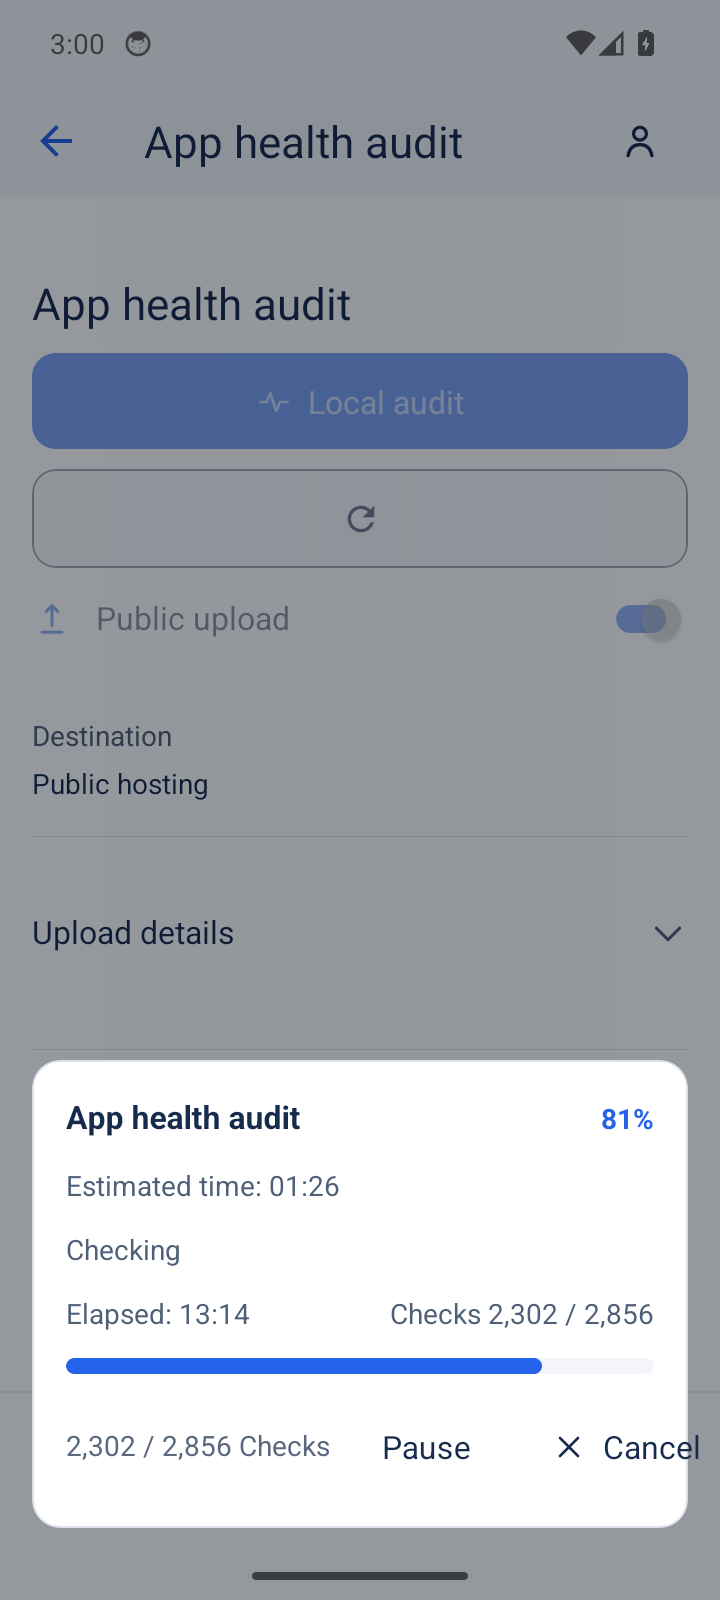 3:00
App health audit
App health audit
Local audit
Public upload
Destination
Public hosting
Upload details
App health audit 81%
Estimated time: 01:26
Checking
Elapsed: 13:14 Checks 2,302 / 2,856
2,302 / 2,856 Checks Pause Cancel